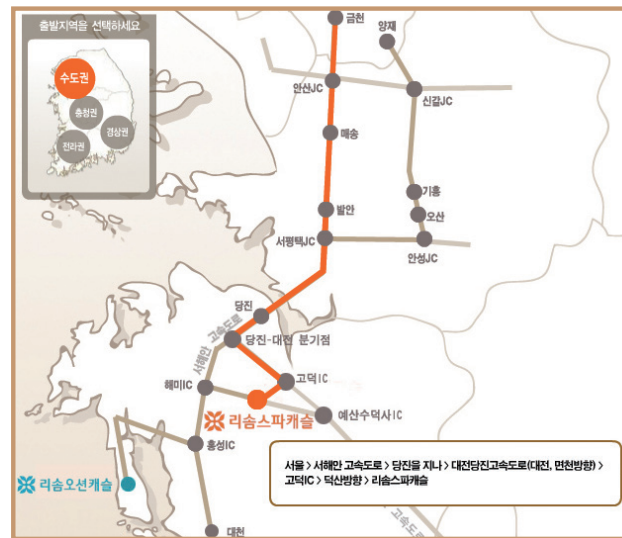 출발지역을 선택하세요
수도권
충청권
경상권
전라권
금천
양재
안산JC
신갈JC
매송
기흥
발안
오산
서평택JC
안성JC
당진
서해안 고속도로
당진-대전 분기점
고덕IC
해미IC
리솜스파캐슬
예산수덕사IC
홍성IC
리솜오션캐슬
대천
고속도로
서울 > 서해안 고속도로 > 당진을 지나 > 대전당진고속도로(대전, 면천방향) >
고덕IC > 덕산방향 > 리솜스파캐슬